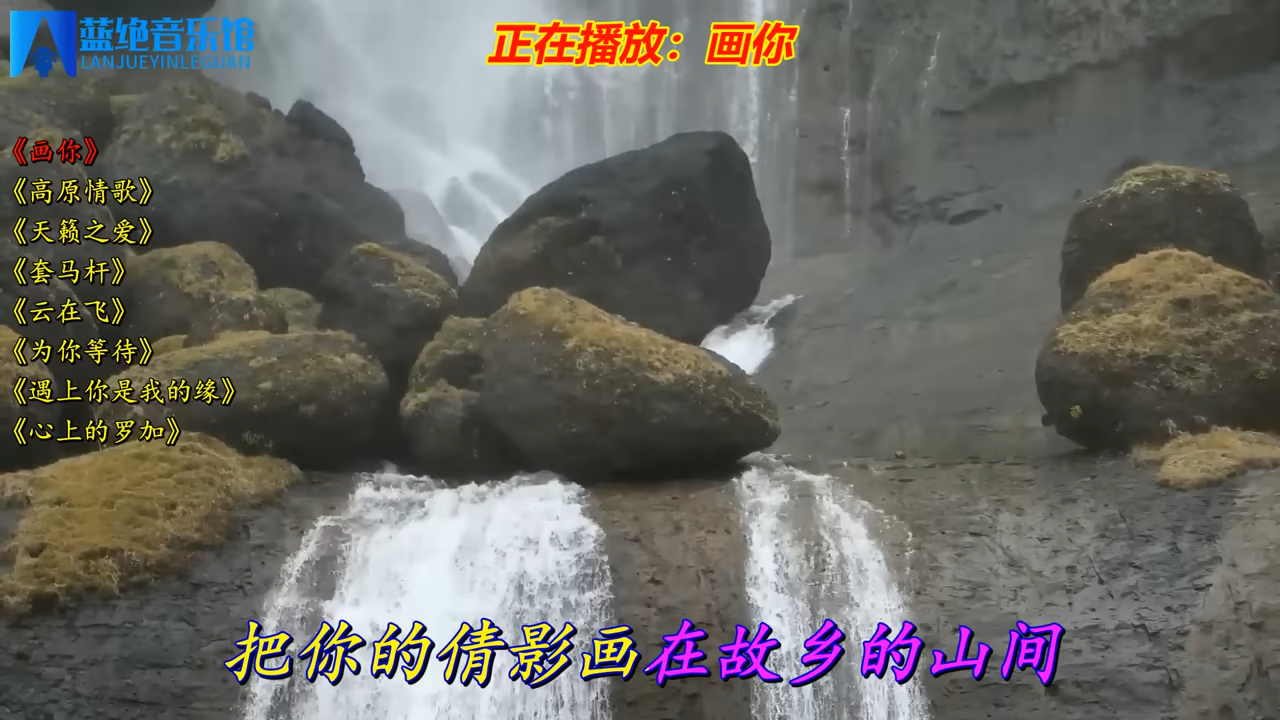 蓝绝音乐馆
LANJUEYINLEGUAN
正在播放：画你
《画你》
《高原情歌》
《天籁之爱》
《套马杆》
《云在飞》
《为你等待》
《遇上你是我的缘》
《心上的罗加》
把你的倩影画在故乡的山间